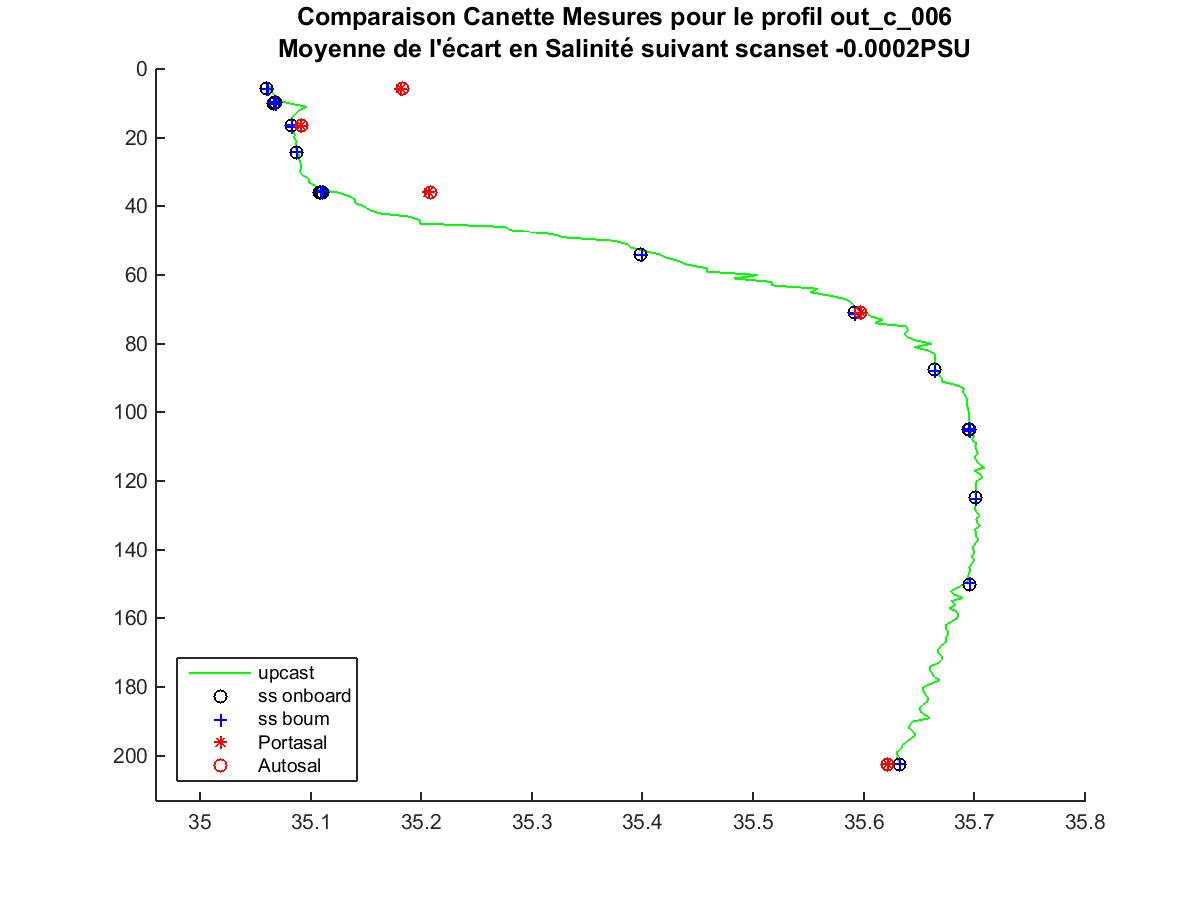 Comparaison Canette Mesures pour le profil out_c_006
Moyenne de l'écart en Salinité suivant scanset -0.0002PSU
0
20
40
60
80
100
120
140
160
180
200
upcast
ss onboard
ss boum
Portasal
Autosal
35 35.1 35.2 35.3 35.4 35.5 35.6 35.7 35.8